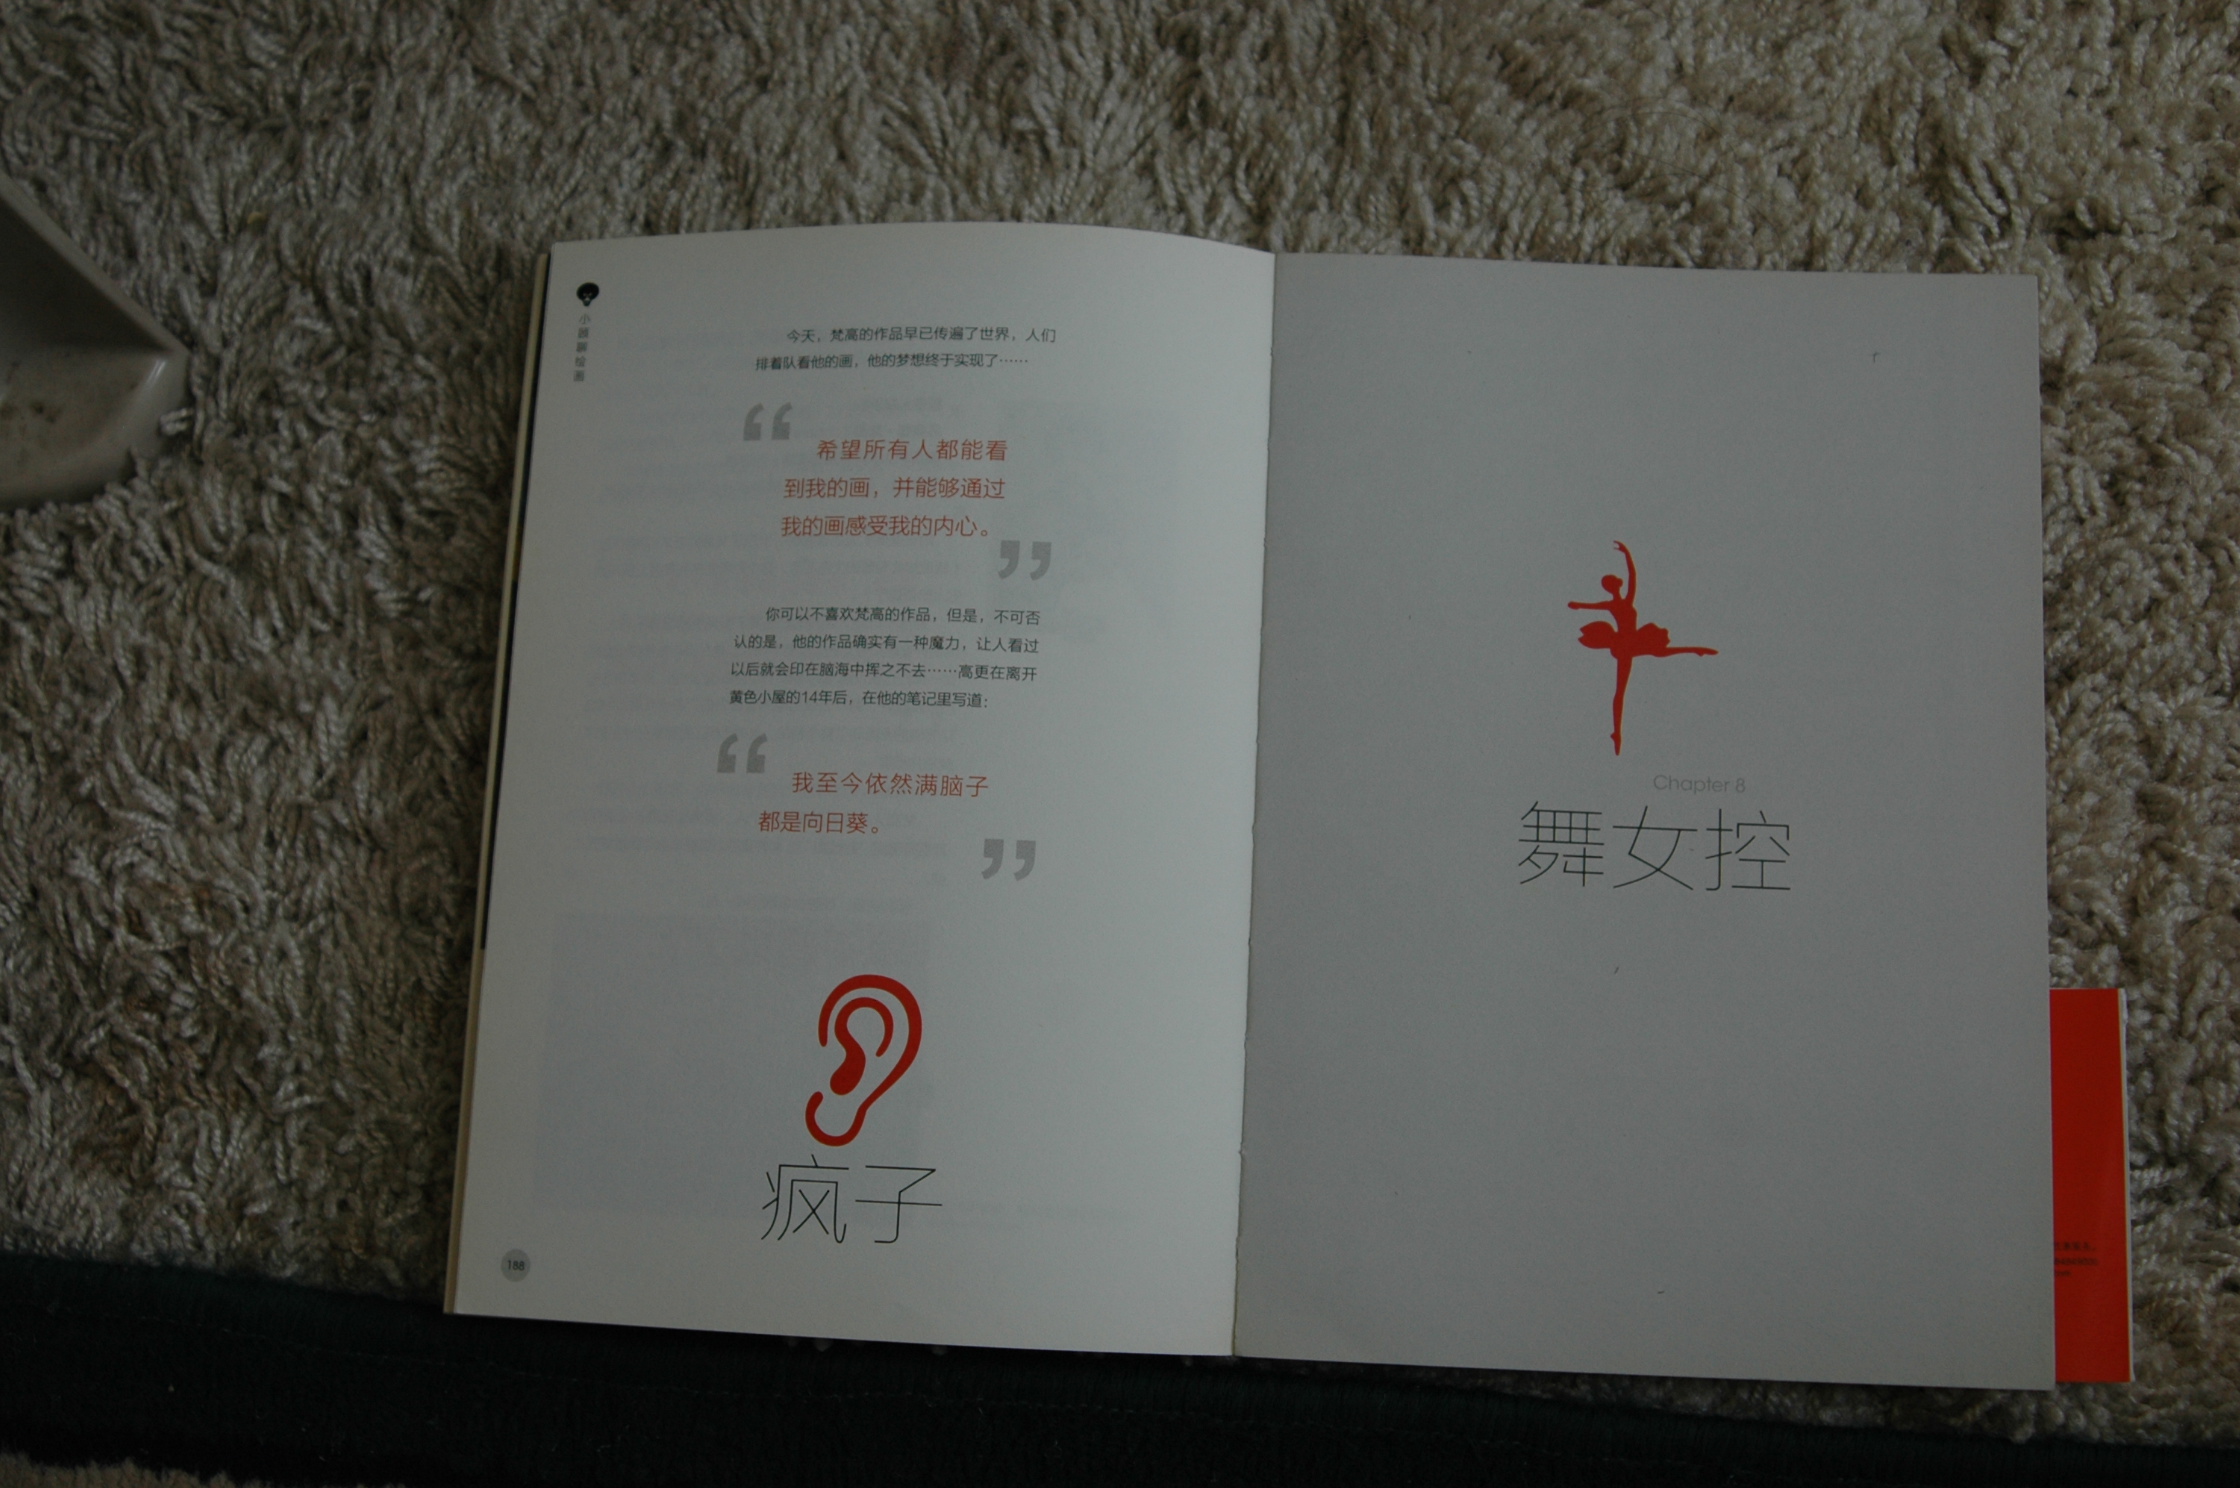 小顾聊绘画
今天，梵高的作品早已传遍了世界，人们
排着队看他的画，他的梦想终于实现了……
“
希望所有人都能看
到我的画，并能够通过
我的画感受我的内心。
”
你可以不喜欢梵高的作品，但是，不可否
认的是，他的作品确实有一种魔力，让人看过
以后就会印在脑海中挥之不去……高更在离开
黄色小屋的14年后，在他的笔记里写道：
“
我至今依然满脑子
都是向日葵。
”
疯子
188
Chapter 8
舞女控